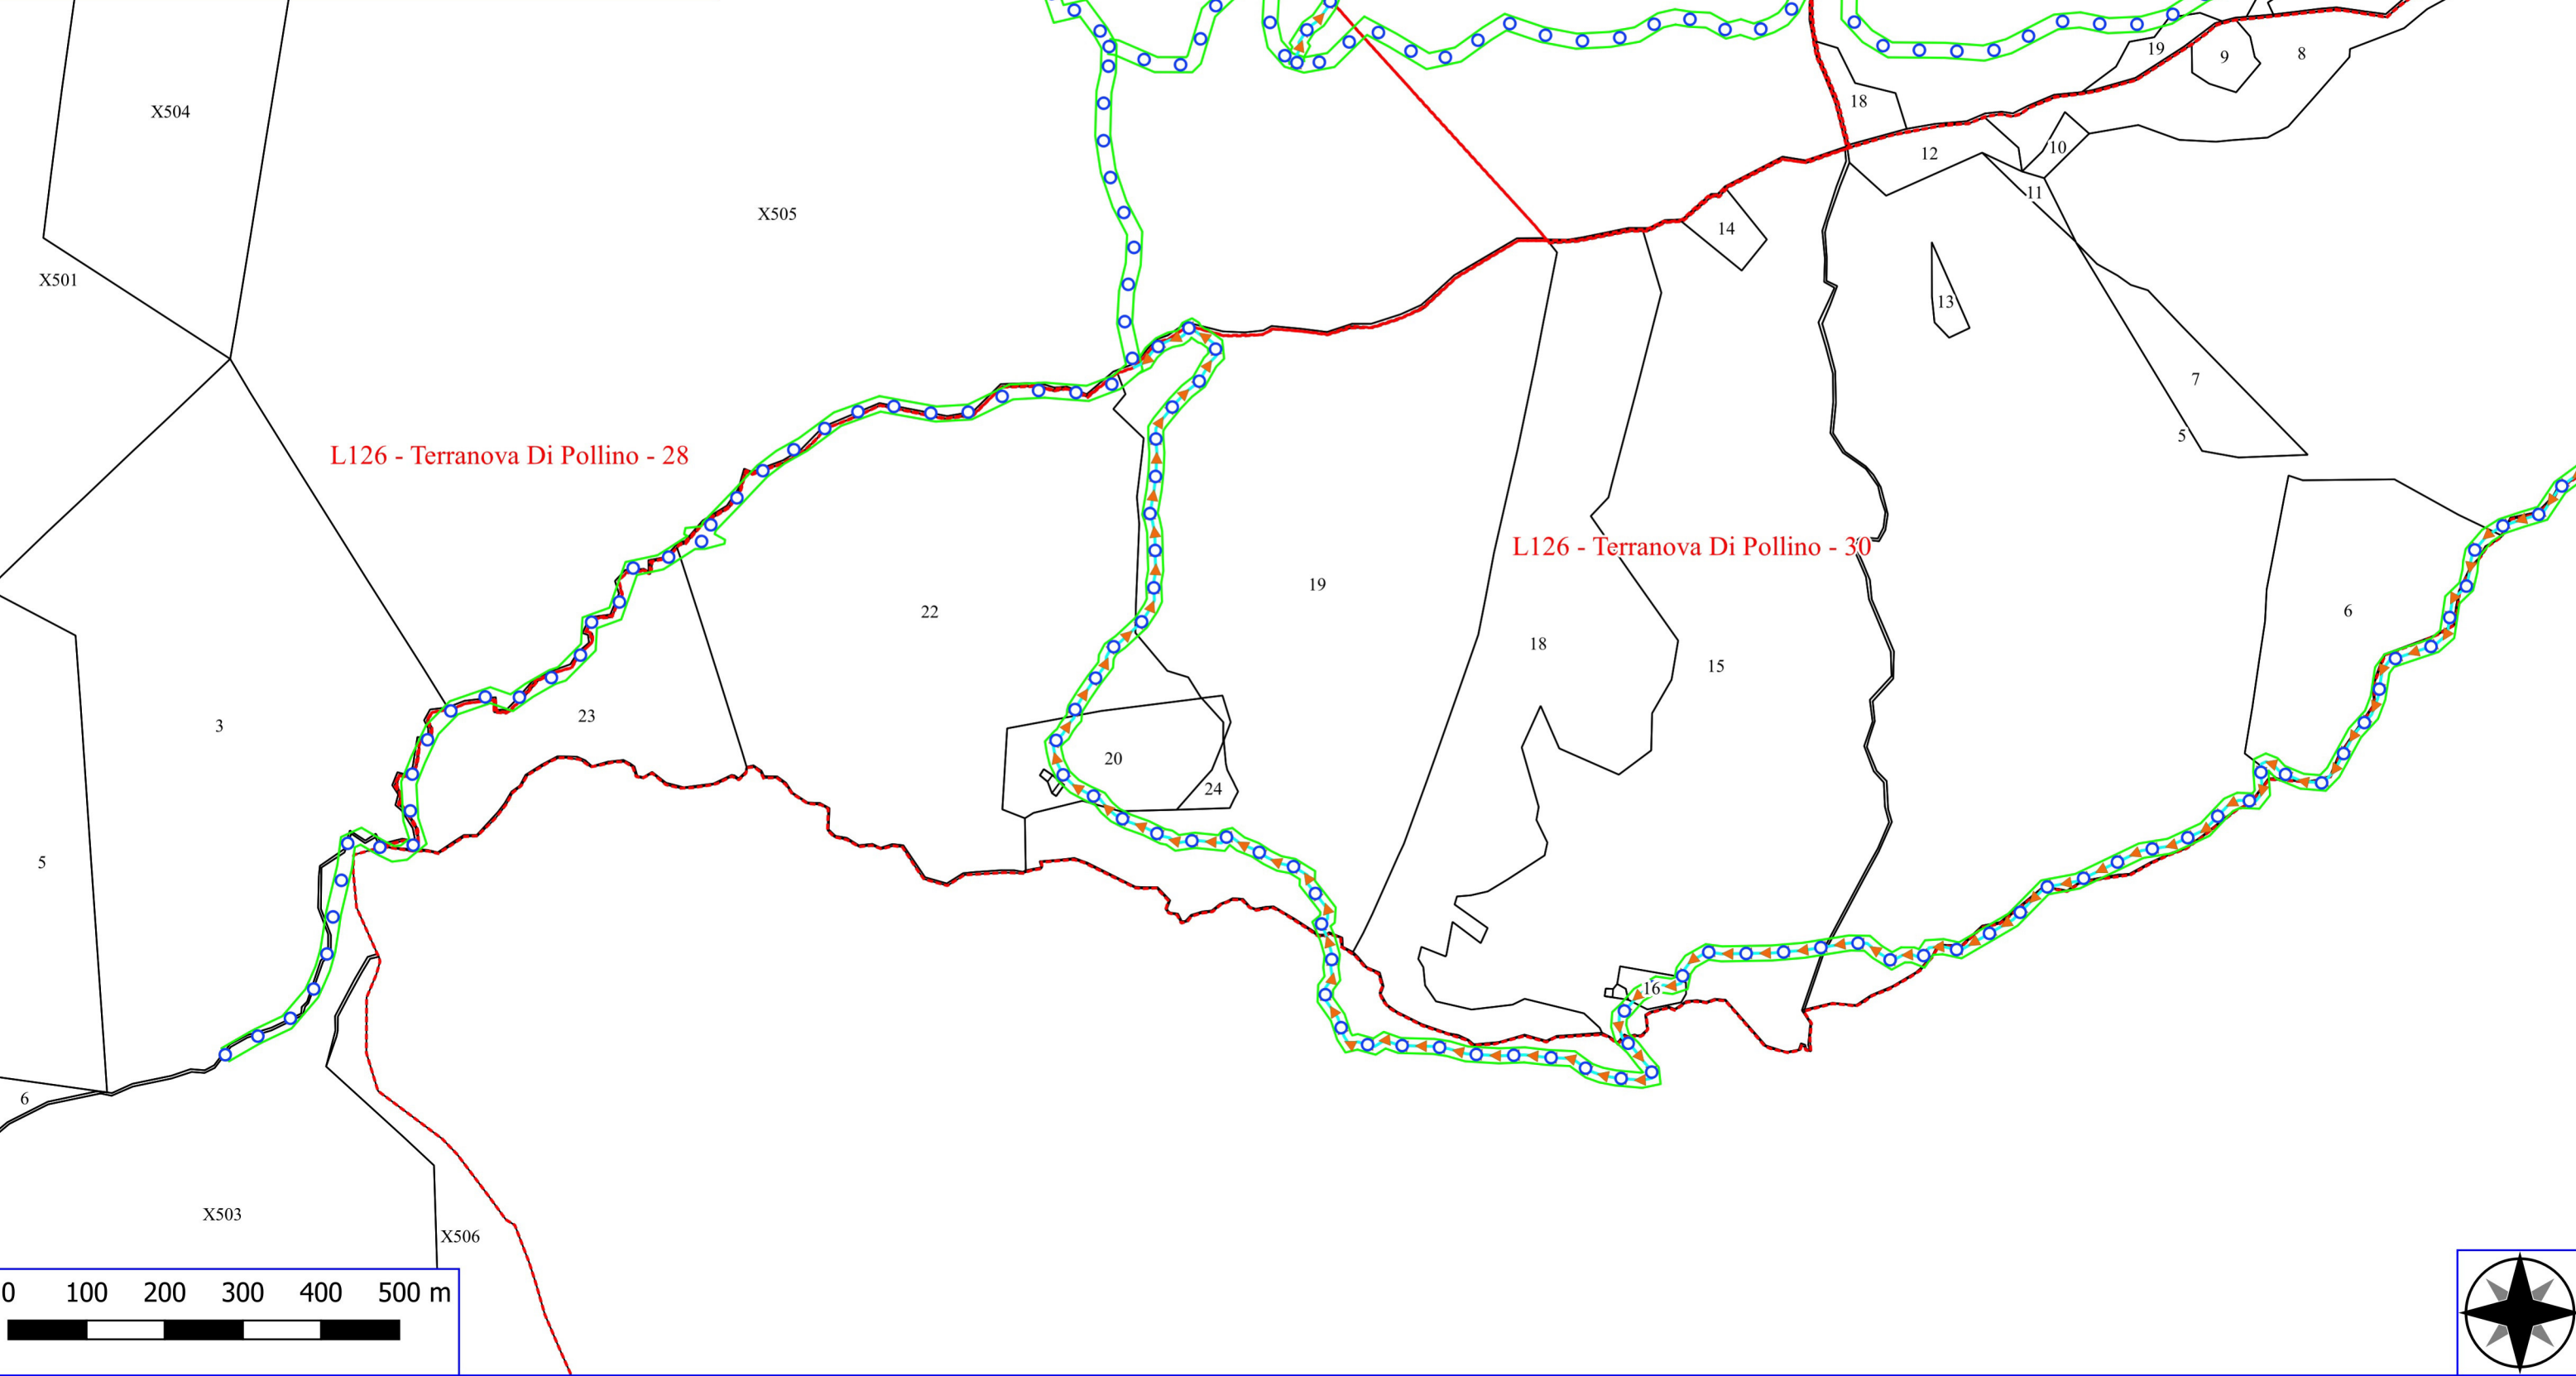 19
9
8
X504
18
10
12
11
X505
14
X501
13
7
5
L126 - Terranova Di Pollino - 28
L126 - Terranova Di Pollino - 30
19
22
6
18
15
23
3
20
24
5
16
6
X503
X506
0 100 200 300 400 500 m